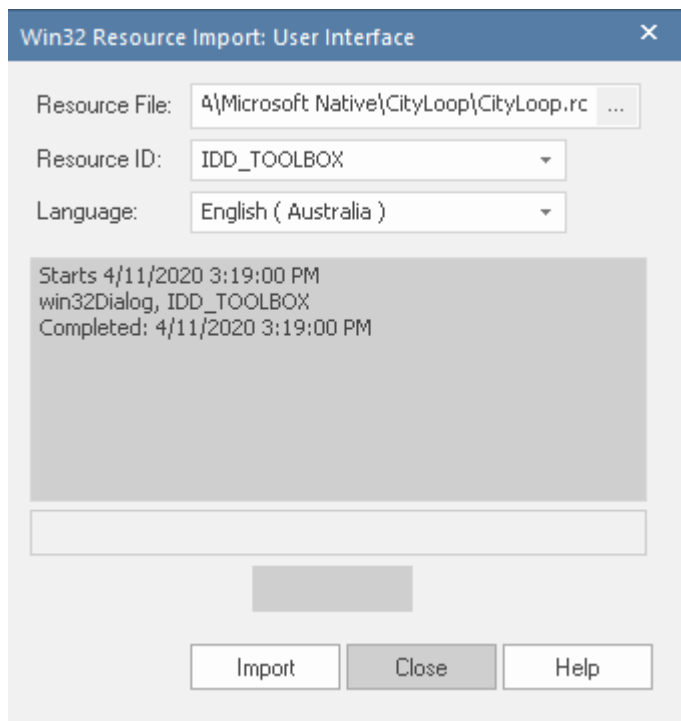 Win32 Resource Import: User Interface
Resource File: A\Microsoft Native\CityLoop\CityLoop.rc ...
Resource ID: IDD_TOOLBOX
Language: English ( Australia )
Starts 4/11/2020 3:19:00 PM
win32Dialog, IDD_TOOLBOX
Completed: 4/11/2020 3:19:00 PM
Import Close Help